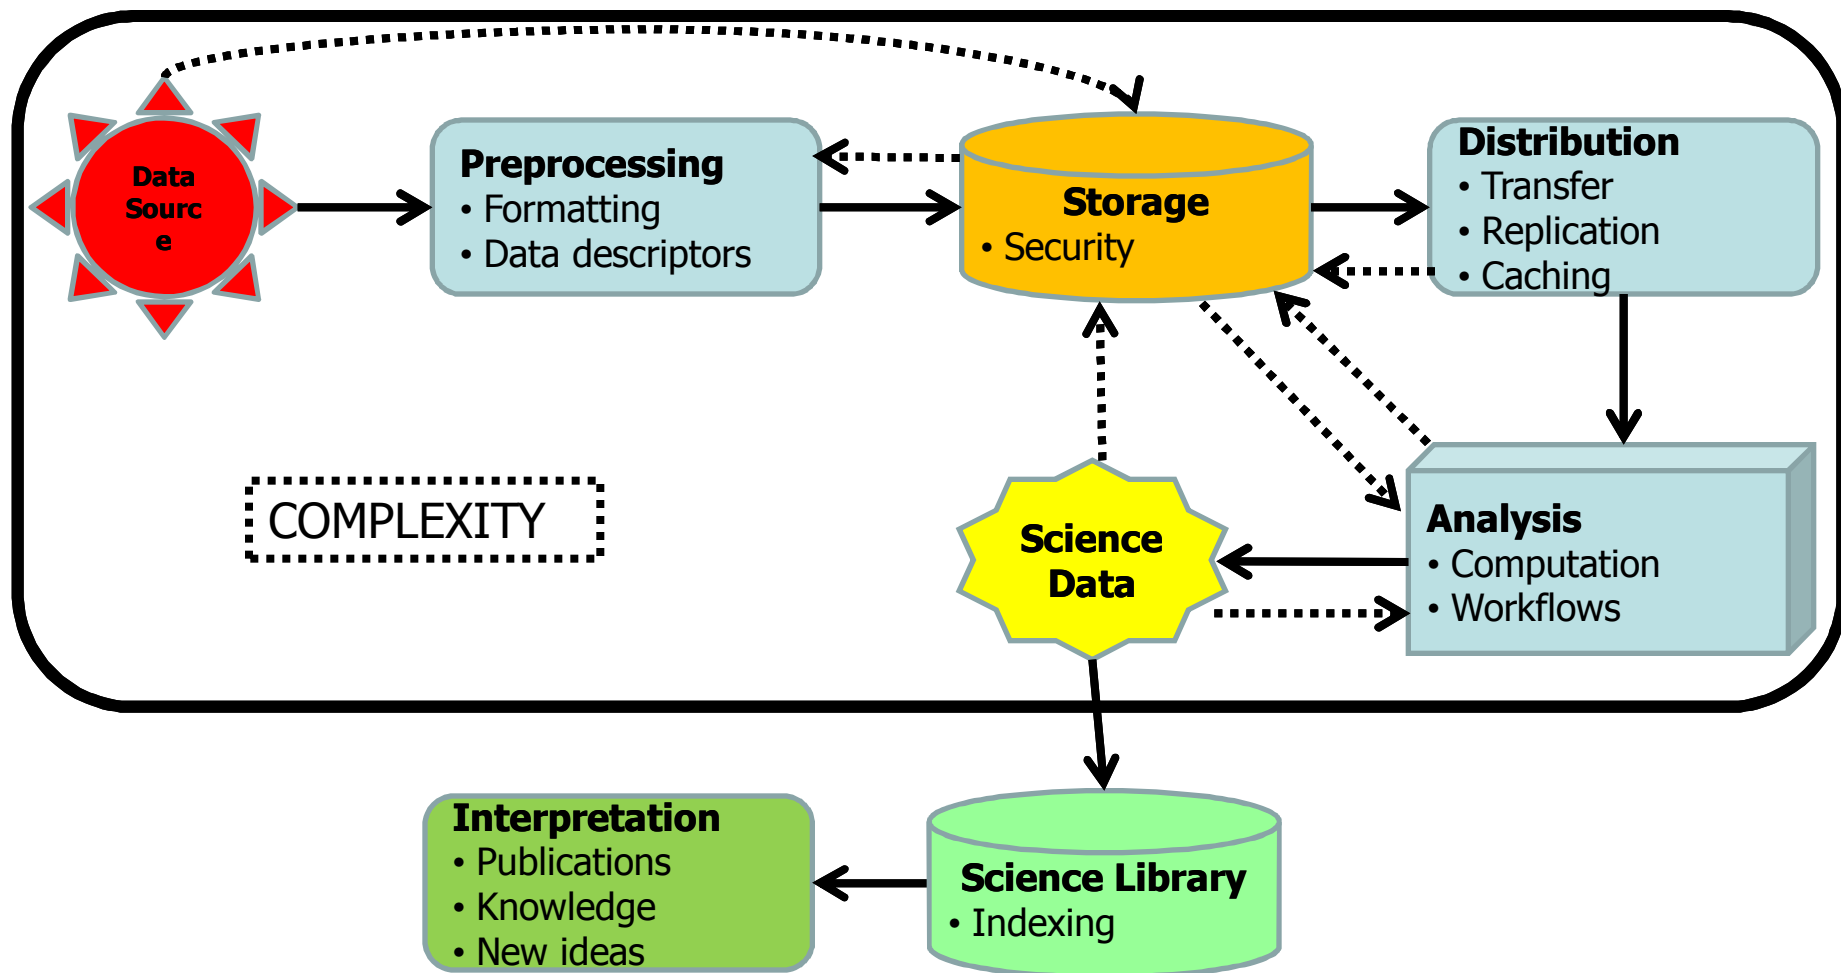 Data
Sourc
e
Preprocessing
• Formatting
• Data descriptors
Storage
• Security
Distribution
• Transfer
• Replication
• Caching
COMPLEXITY
Science
Data
Analysis
• Computation
• Workflows
Interpretation
• Publications
• Knowledge
• New ideas
Science Library
• Indexing